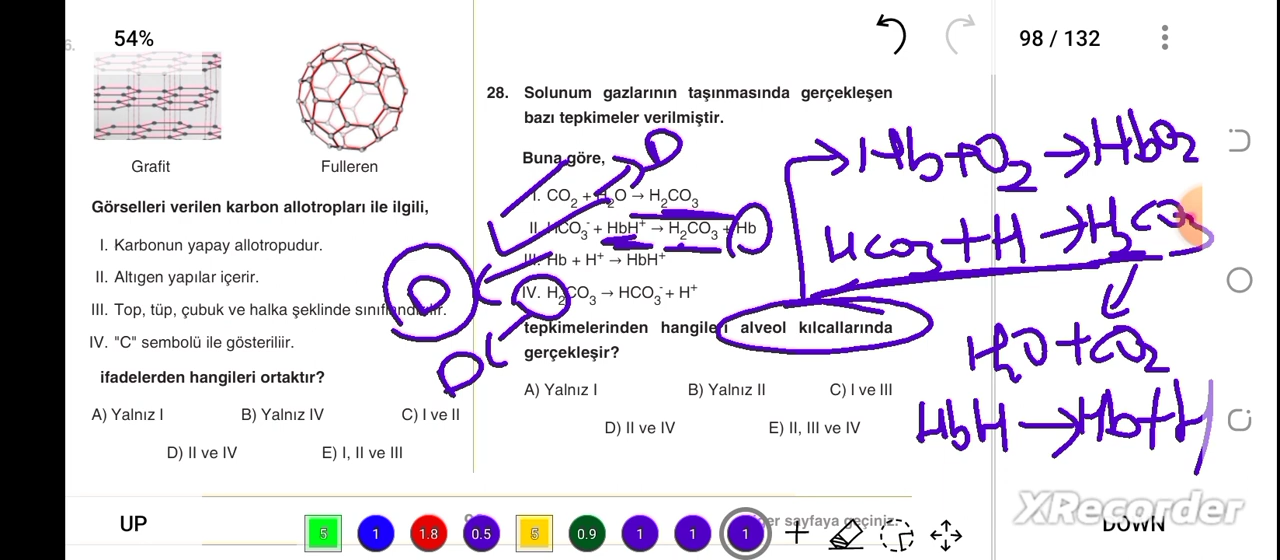 54%
98 / 132
6.
Grafit
Fulleren
Görselleri verilen karbon allotropları ile ilgili,
I. Karbonun yapay allotropudur.
II. Altıgen yapılar içerir.
III. Top, tüp, çubuk ve halka şeklinde sınıflandırılır.
IV. "C" sembolü ile gösterilir.
ifadelerden hangileri ortaktır?
A) Yalnız I
B) Yalnız IV
C) I ve II
D) II ve IV
E) I, II ve III
28. Solunum gazlarının taşınmasında gerçekleşen
bazı tepkimeler verilmiştir.
Buna göre,
I. CO₂ + H₂O → H₂CO₃
II. HCO₃⁻ + HbH⁺ → H₂CO₃ + Hb
III. Hb + H⁺ → HbH⁺
IV. H₂CO₃ → HCO₃⁻ + H⁺
tepkimelerinden hangileri alveol kılcallarında
gerçekleşir?
A) Yalnız I
B) Yalnız II
C) I ve III
D) II ve IV
E) II, III ve IV
Hb+O₂ → HbO₂
HCO₃ + H → H₂CO₃
H₂O + CO₂
HbH → Hb+H
UP
5
1
1.8
0.5
5
0.9
1
1
1
ğer sayfaya geçiniz.
XRecorder
DOWN